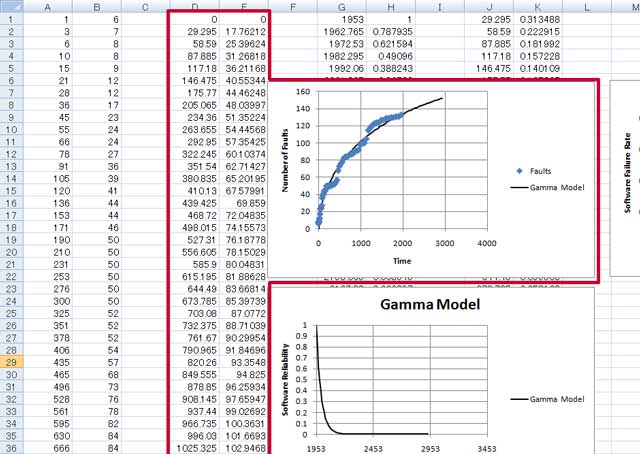 A B C D E F G H I J K L M
1 1 6 0 0 1953 1 29.295 0.313488
2 3 7 29.295 17.76212 1962.765 0.787935 58.59 0.222915
3 6 8 58.59 25.39624 1972.53 0.621594 87.885 0.181992
4 10 8 87.885 31.26818 1982.295 0.49096 117.18 0.157228
5 15 9 117.18 36.21168 1992.06 0.388243 146.475 0.140109
6 21 12 146.475 40.55344
7 28 12 175.77 44.46248
8 36 17 205.065 48.03997
9 45 23 234.36 51.35224
10 55 24 263.655 54.44568
11 66 24 292.95 57.35425
12 78 27 322.245 60.10374
13 91 36 351.54 62.71427
14 105 39 380.835 65.20195
15 120 41 410.13 67.57991
16 136 44 439.425 69.859
17 153 44 468.72 72.04835
18 171 46 498.015 74.15573
19 190 50 527.31 76.18778
20 210 50 556.605 78.15029
21 231 50 585.9 80.04831
22 253 50 615.195 81.88628
23 276 50 644.49 83.66814
24 300 50 673.785 85.39739
25 325 52 703.08 87.0772
26 351 52 732.375 88.71039
27 378 52 761.67 90.29954
28 406 54 790.965 91.84696
29 435 57 820.26 93.3548
30 465 68 849.555 94.825
31 496 73 878.85 96.25934
32 528 76 908.145 97.65947
33 561 78 937.44 99.02692
34 595 82 966.735 100.3631
35 630 84 996.03 101.6693
36 666 84 1025.325 102.9468
Number of Faults
160
140
120
100
80
60
40
20
0
0 1000 2000 3000 4000
Time
Faults
Gamma Model
Software Failure Rate
Gamma Model
Software Reliability
1
0.9
0.8
0.7
0.6
0.5
0.4
0.3
0.2
0.1
0
1953 2453 2953 3453
Gamma Model